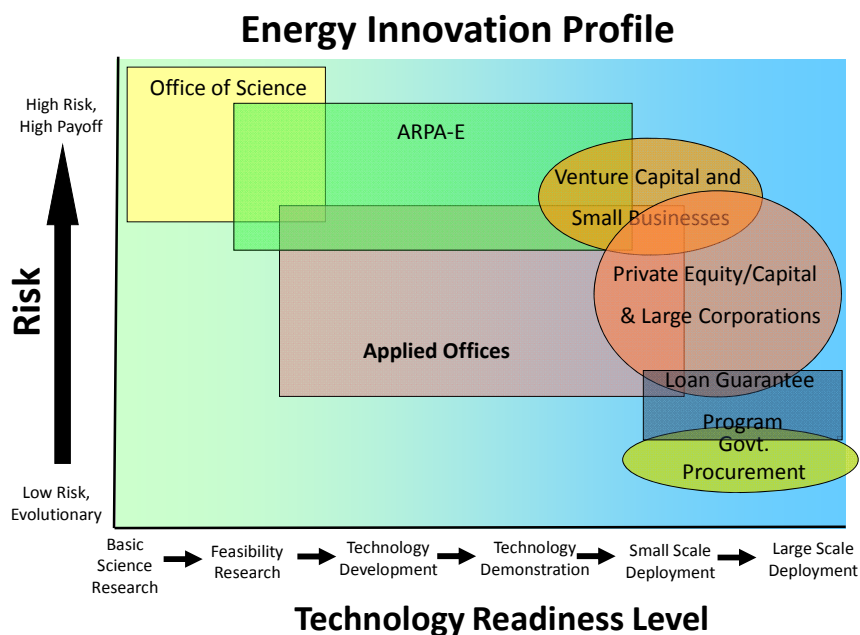 Energy Innovation Profile
High Risk,
High Payoff
Risk
Low Risk,
Evolutionary
Office of Science
ARPA-E
Venture Capital and
Small Businesses
Private Equity/Capital
& Large Corporations
Applied Offices
Loan Guarantee
Program
Govt.
Procurement
Basic
Science
Research
Feasibility
Research
Technology
Development
Technology
Demonstration
Small Scale
Deployment
Large Scale
Deployment
Technology Readiness Level